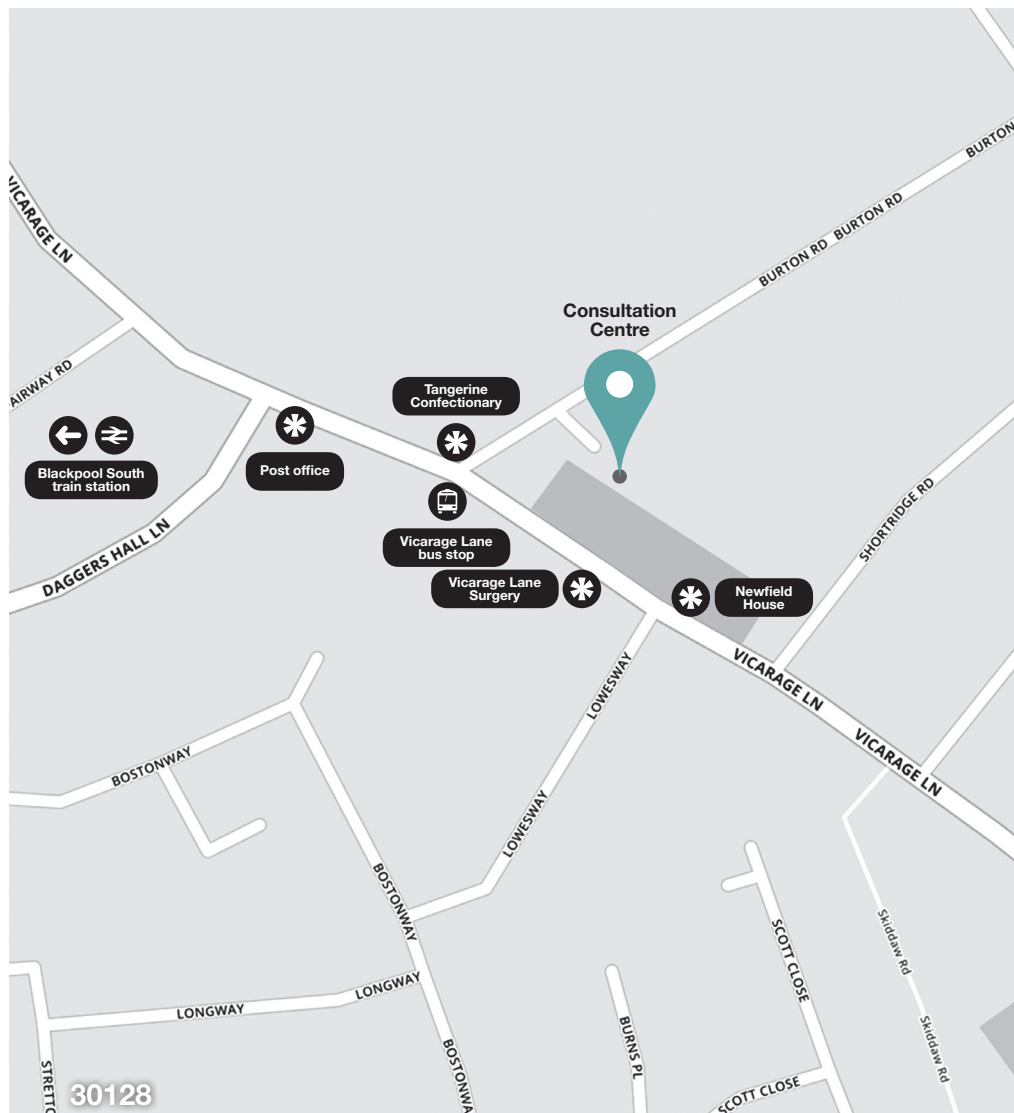 BURTON
BURTON RD
BURTON RD
VICARAGE LN
Consultation
Centre
AIRWAY RD
Tangerine
Confectionary
Post office
Blackpool South
train station
SHORTRIDGE RD
DAGGERS HALL LN
Vicarage Lane
bus stop
Vicarage Lane
Surgery
Newfield
House
VICARAGE LN
LOWESWAY
VICARAGE LN
BOSTONWAY
LOWESWAY
BOSTONWAY
SCOTT CLOSE
Skiddaw Rd
LONGWAY
LONGWAY
BURNS PL
Skiddaw Rd
BOSTONWA
STRETTO
SCOTT CLOSE
30128